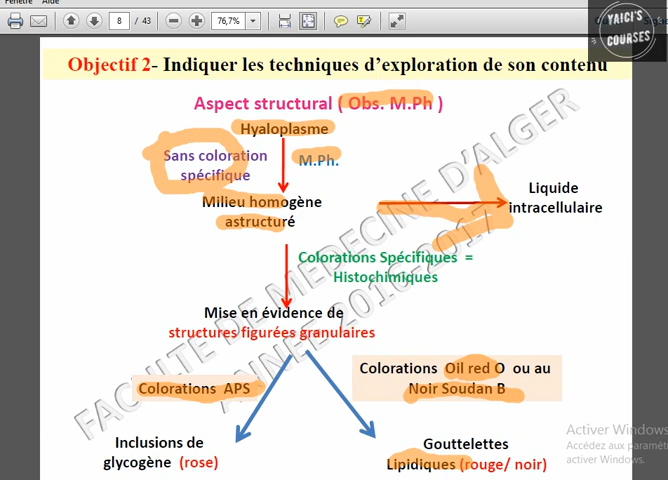 Fenêtre Aide
8 / 43
76,7%
YAICI'S
COURSES
Objectif 2- Indiquer les techniques d'exploration de son contenu
Aspect structural ( Obs. M.Ph )
Hyaloplasme
Sans coloration
spécifique
M.Ph.
Milieu homogène
astructuré
Liquide
intracellulaire
Colorations Spécifiques =
Histochimiques
Mise en évidence de
structures figurées granulaires
Colorations APS
Colorations Oil red O ou au
Noir Soudan B
Inclusions de
glycogène (rose)
Gouttelettes
Lipidiques (rouge/ noir)
FACULTE DE MEDECINE D'ALGER
ANNEE 2016-2017
Activer Windows
Accédez aux paramèt
activer Windows.